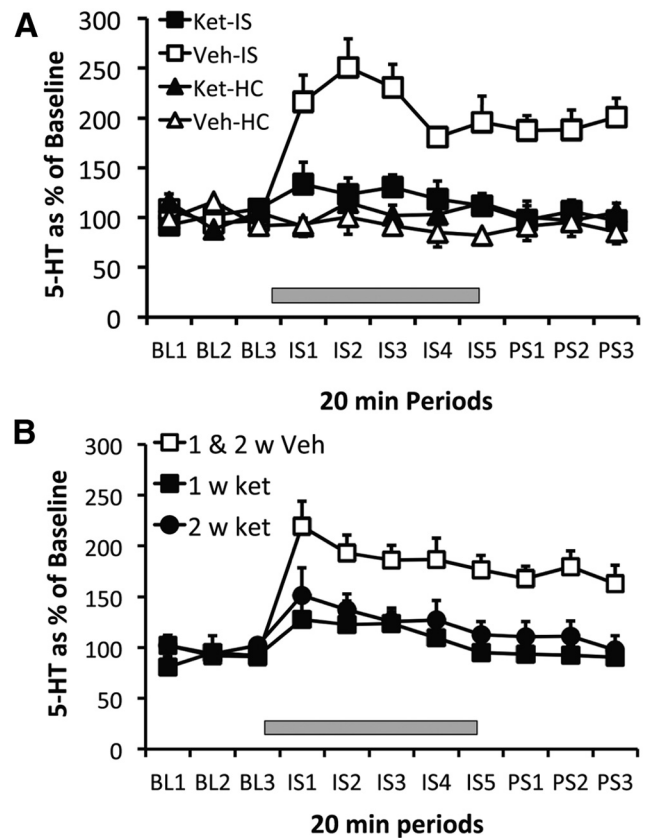 A
300
250
200
150
100
50
0
5-HT as % of Baseline
Ket-IS
Veh-IS
Ket-HC
Veh-HC
BL1 BL2 BL3 IS1 IS2 IS3 IS4 IS5 PS1 PS2 PS3
20 min Periods
B
300
250
200
150
100
50
0
5-HT as % of Baseline
1 & 2 w Veh
1 w ket
2 w ket
BL1 BL2 BL3 IS1 IS2 IS3 IS4 IS5 PS1 PS2 PS3
20 min periods